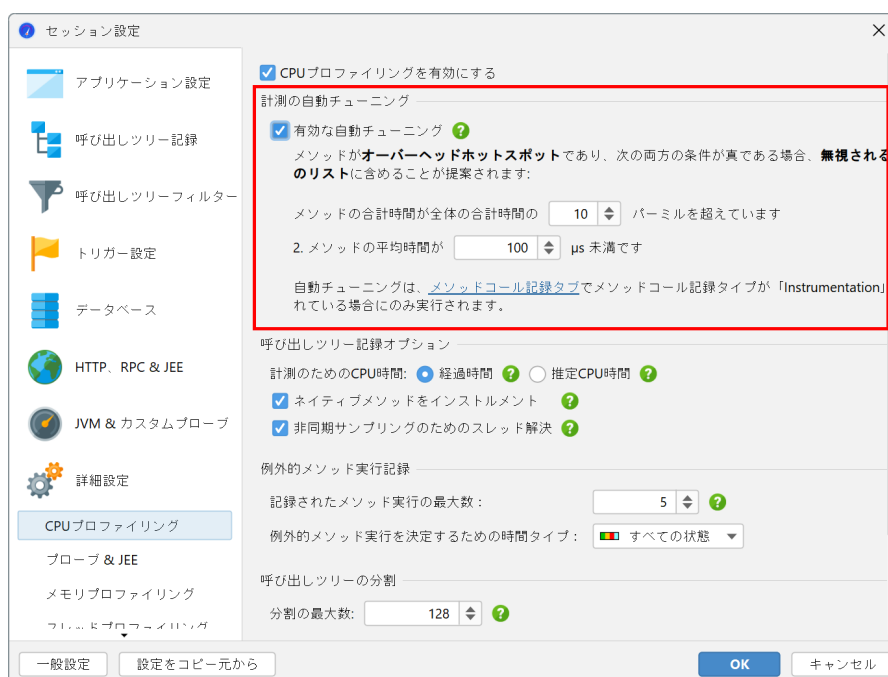 セッション設定
アプリケーション設定
呼び出しツリー記録
呼び出しツリーフィルター
トリガー設定
データベース
HTTP、RPC & JEE
JVM & カスタムプローブ
詳細設定
CPUプロファイリング
プローブ & JEE
メモリプロファイリング
スレッドプロファイリング
CPUプロファイリングを有効にする
計測の自動チューニング
有効な自動チューニング
メソッドがオーバーヘッドホットスポットであり、次の両方の条件が真である場合、無視される
のリストに含めることが提案されます:
メソッドの合計時間が全体の合計時間の 10 パーミルを超えています
2. メソッドの平均時間が 100 μs 未満です
自動チューニングは、メソッドコール記録タブでメソッドコール記録タイプが「Instrumentation」
れている場合にのみ実行されます。
呼び出しツリー記録オプション
計測のためのCPU時間: 経過時間 推定CPU時間
ネイティブメソッドをインストルメント
非同期サンプリングのためのスレッド解決
例外的メソッド実行記録
記録されたメソッド実行の最大数: 5
例外的メソッド実行を決定するための時間タイプ: すべての状態
呼び出しツリーの分割
分割の最大数: 128
一般設定 設定をコピー元から OK キャンセル